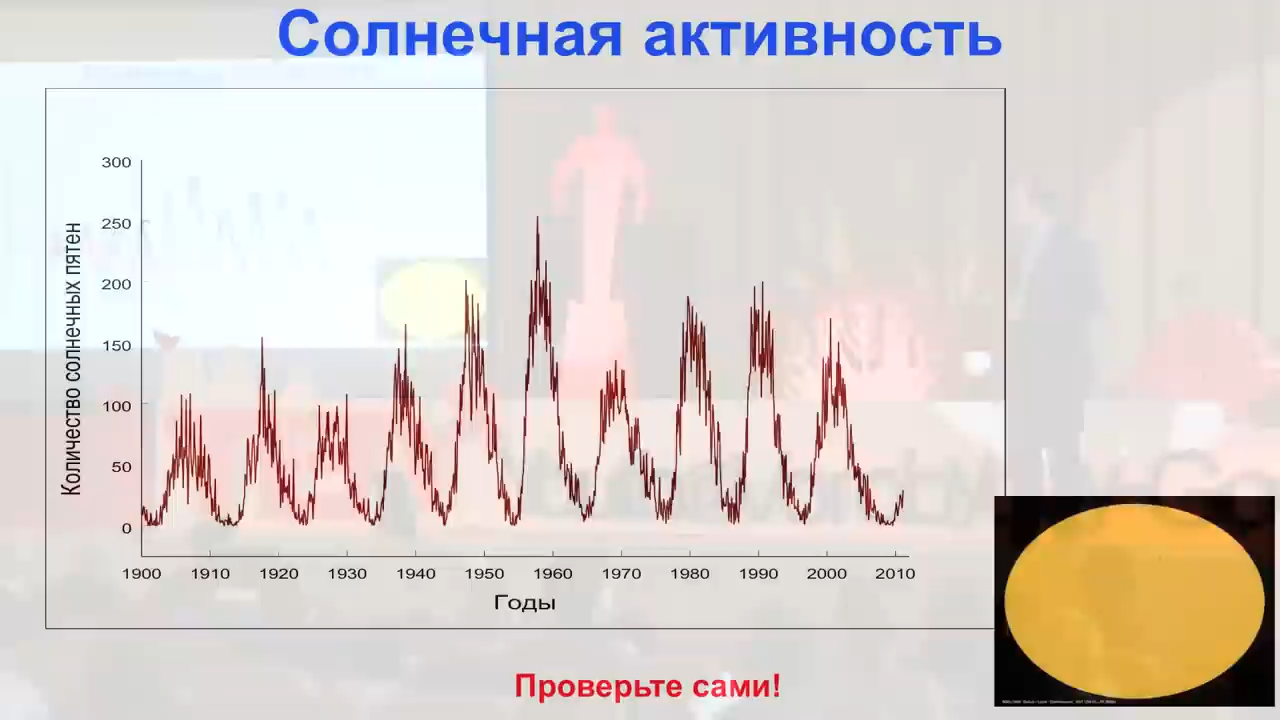 Солнечная активность
Количество солнечных пятен
300
250
200
150
100
50
0
1900 1910 1920 1930 1940 1950 1960 1970 1980 1990 2000 2010
Годы
Проверьте сами!